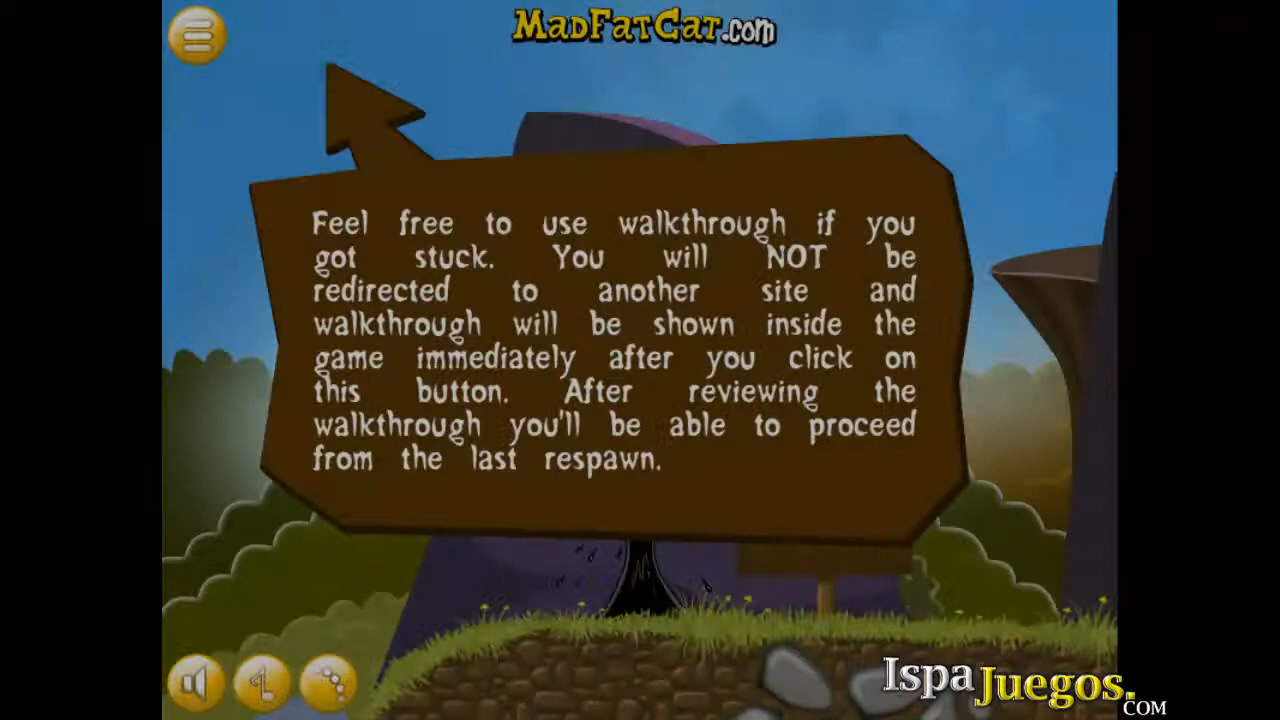 MadFatCat.com
Feel free to use walkthrough if you
got stuck. You will NOT be
redirected to another site and
walkthrough will be shown inside the
game immediately after you click on
this button. After reviewing the
walkthrough you'll be able to proceed
from the last respawn.
IspaJuegos.
COM